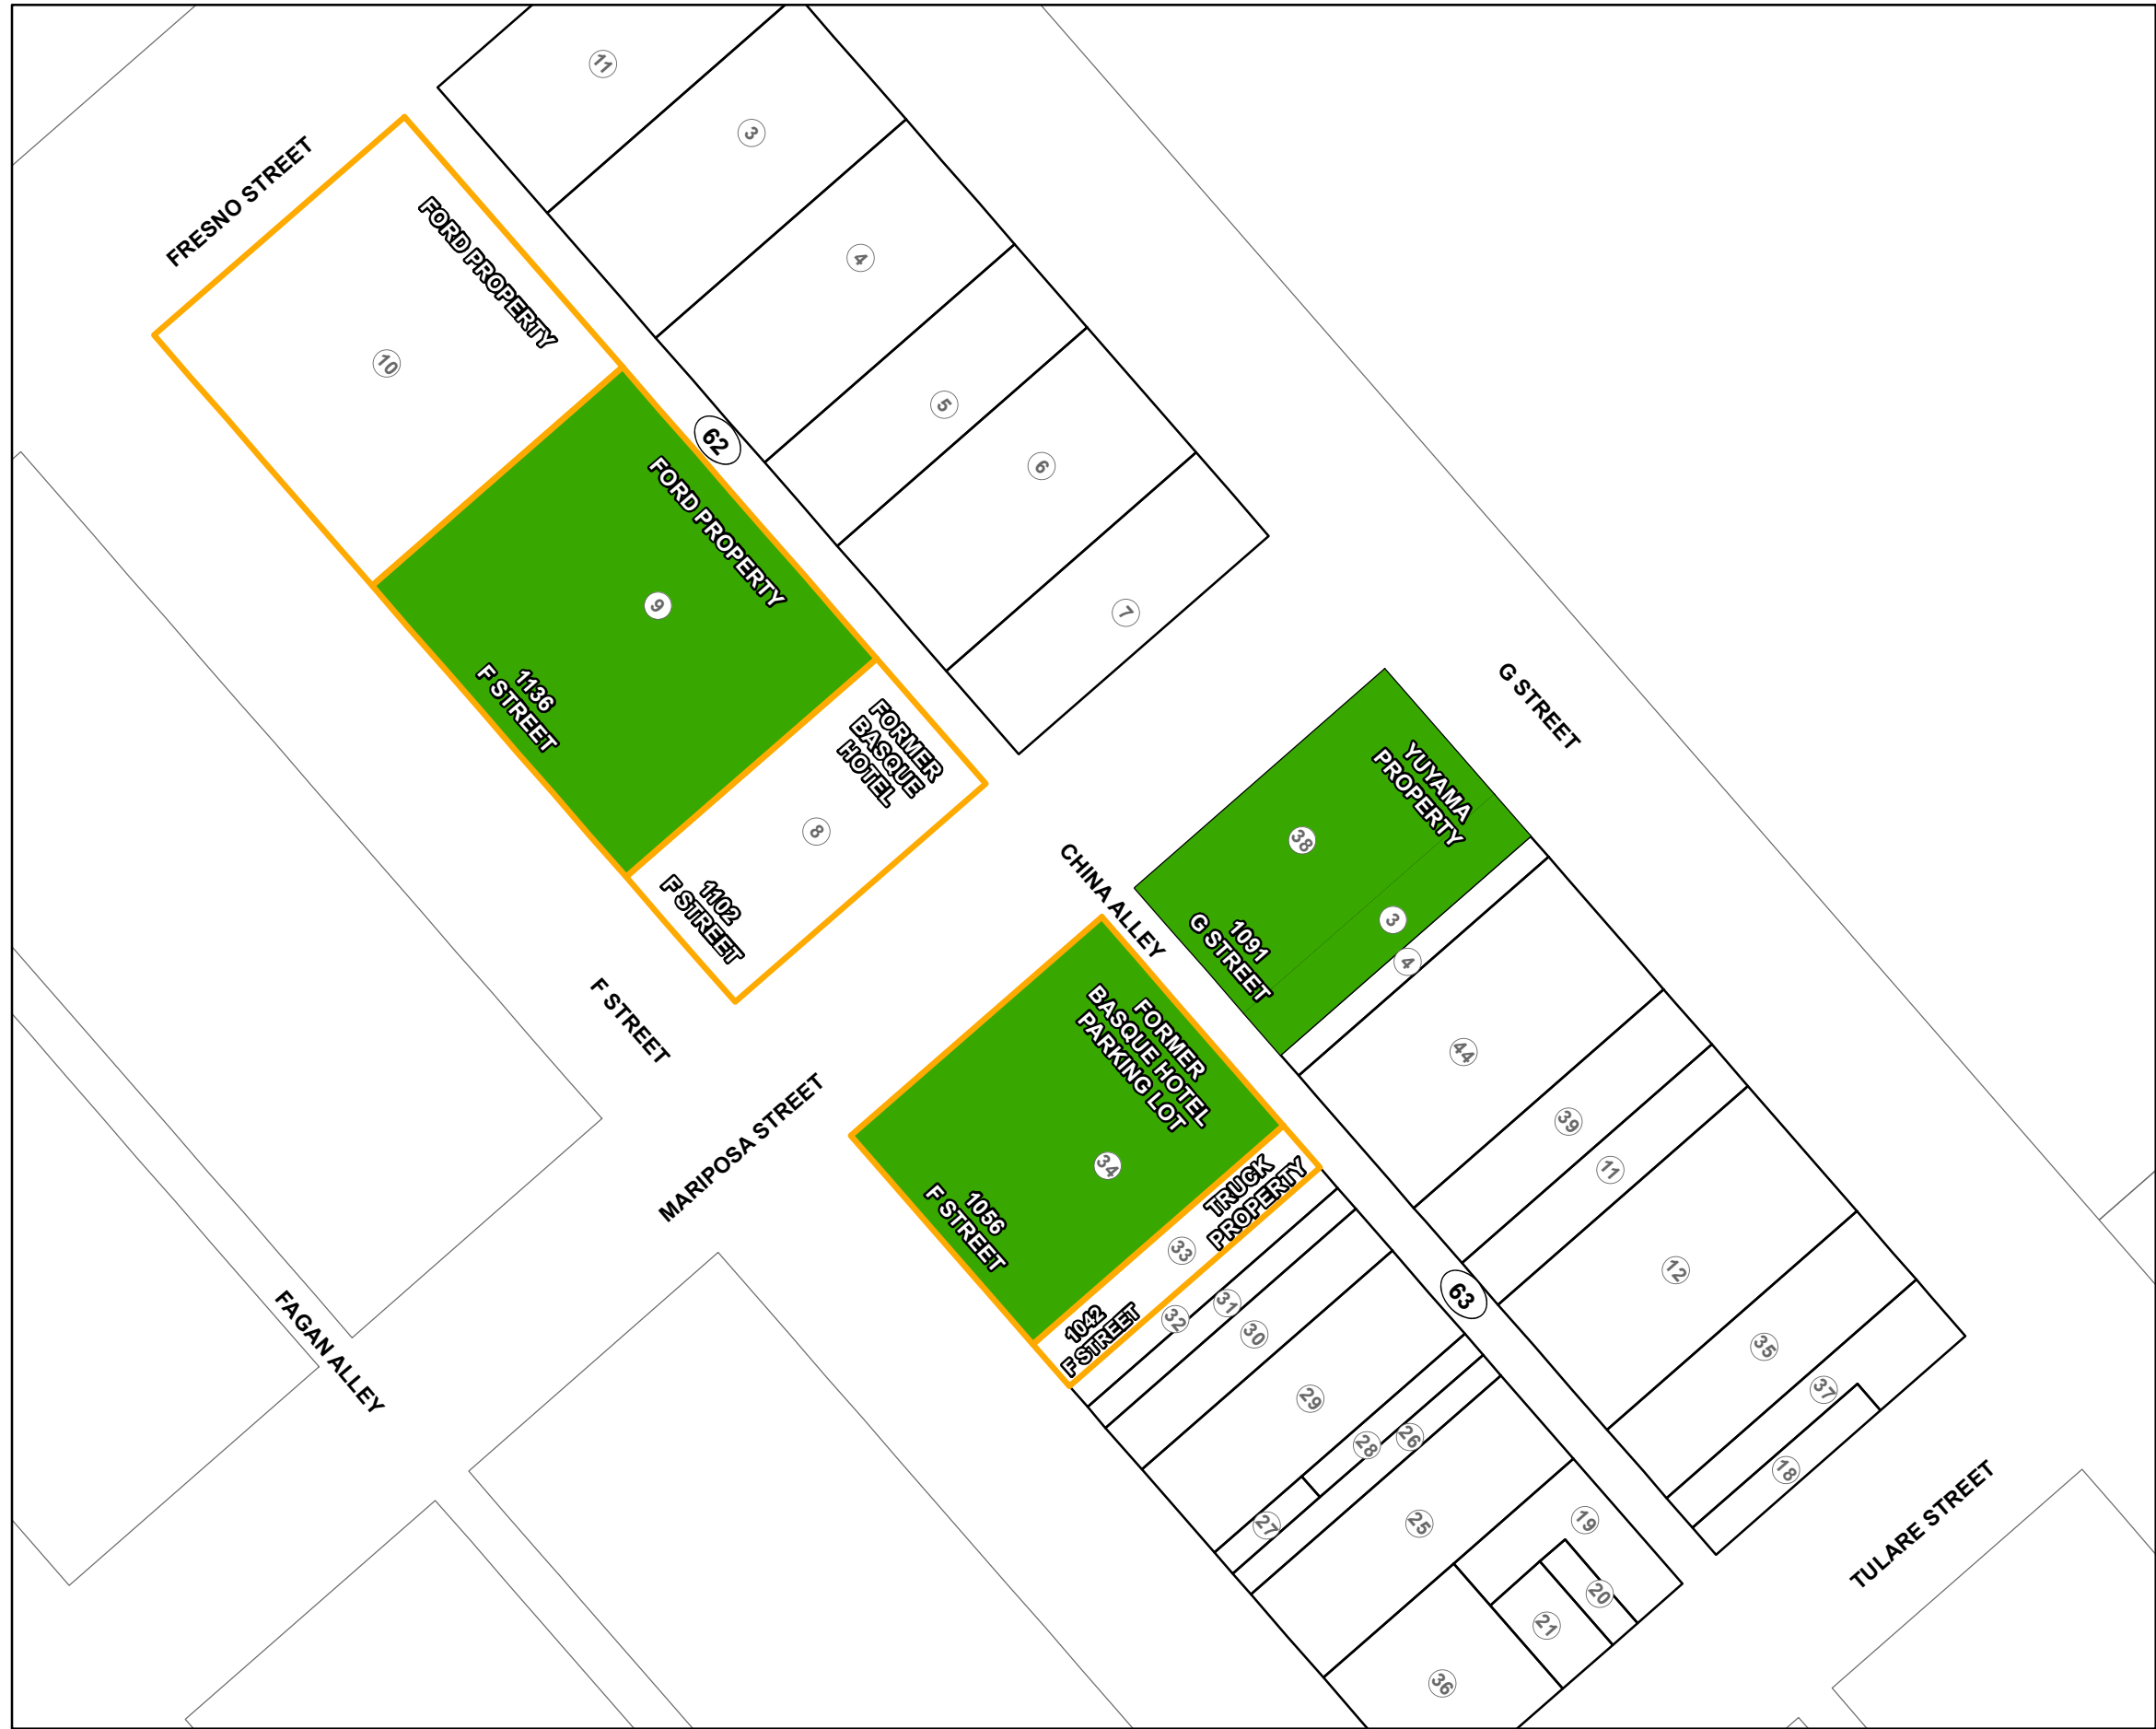 11
3
FRESNO STREET
FORD PROPERTY
4
10
5
62
6
FORD PROPERTY
9
7
1136
F STREET
G STREET
FORMER
BASQUE
HOTEL
8
YUYAMA
PROPERTY
38
CHINA ALLEY
1102
F STREET
3
1091
G STREET
4
F STREET
FORMER
BASQUE HOTEL
PARKING LOT
44
MARIPOSA STREET
39
34
11
1056
F STREET
TRUCK
PROPERTY
33
12
63
31
32
30
1042
F STREET
35
FAGAN ALLEY
37
29
26
28
18
27
25
19
TULARE STREET
20
21
36